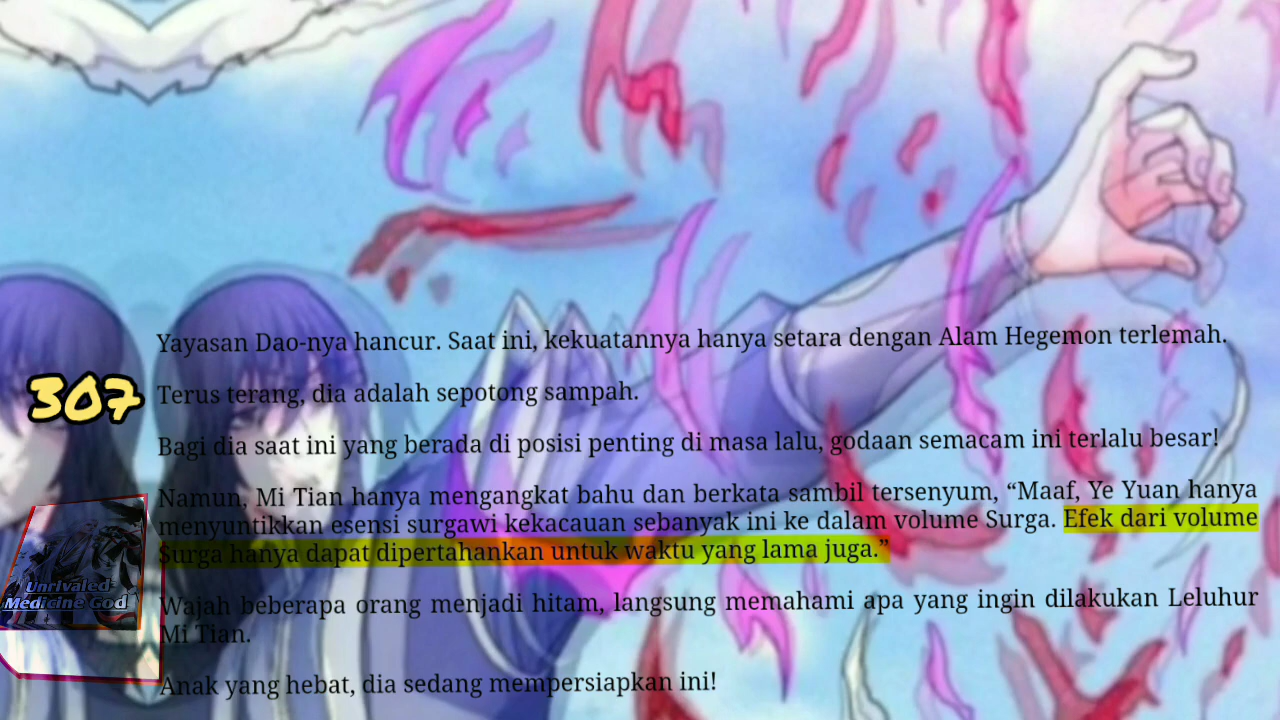 Yayasan Dao-nya hancur. Saat ini, kekuatannya hanya setara dengan Alam Hegemon terlemah.
307
Terus terang, dia adalah sepotong sampah.
Bagi dia saat ini yang berada di posisi penting di masa lalu, godaan semacam ini terlalu besar!
Namun, Mi Tian hanya mengangkat bahu dan berkata sambil tersenyum, “Maaf, Ye Yuan hanya
menyuntikkan esensi surgawi kekacauan sebanyak ini ke dalam volume Surga. Efek dari volume
Surga hanya dapat dipertahankan untuk waktu yang lama juga.”
Unrivaled
Medicine God
Wajah beberapa orang menjadi hitam, langsung memahami apa yang ingin dilakukan Leluhur
Mi Tian.
Anak yang hebat, dia sedang mempersiapkan ini!